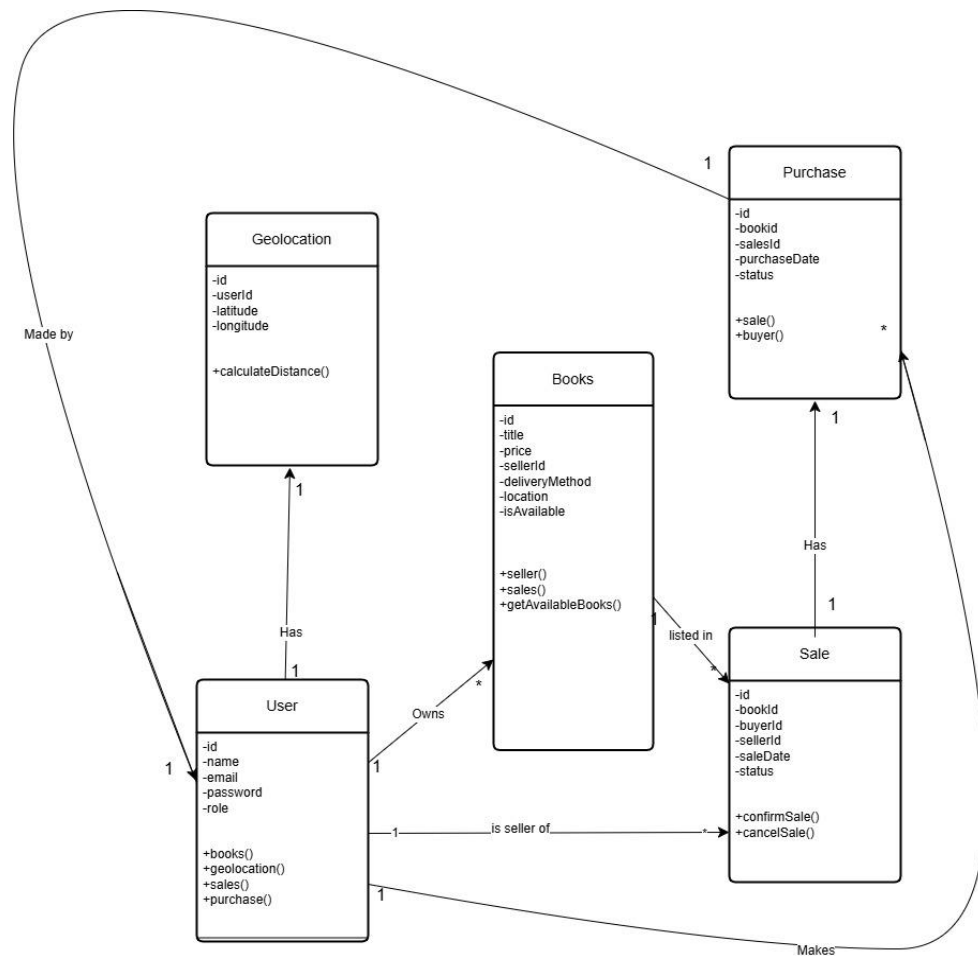 Purchase
-id
-bookid
-salesId
-purchaseDate
-status
+sale()
+buyer()
1
*
1
Geolocation
-id
-userId
-latitude
-longitude
+calculateDistance()
1
Made by
Books
-id
-title
-price
-sellerId
-deliveryMethod
-location
-isAvailable
+seller()
+sales()
+getAvailableBooks()
1
*
listed in
*
Has
1
Sale
-id
-bookId
-buyerId
-sellerId
-saleDate
-status
+confirmSale()
+cancelSale()
Has
1
User
-id
-name
-email
-password
-role
+books()
+geolocation()
+sales()
+purchase()
1
Owns
1
1
is seller of
*
1
Makes